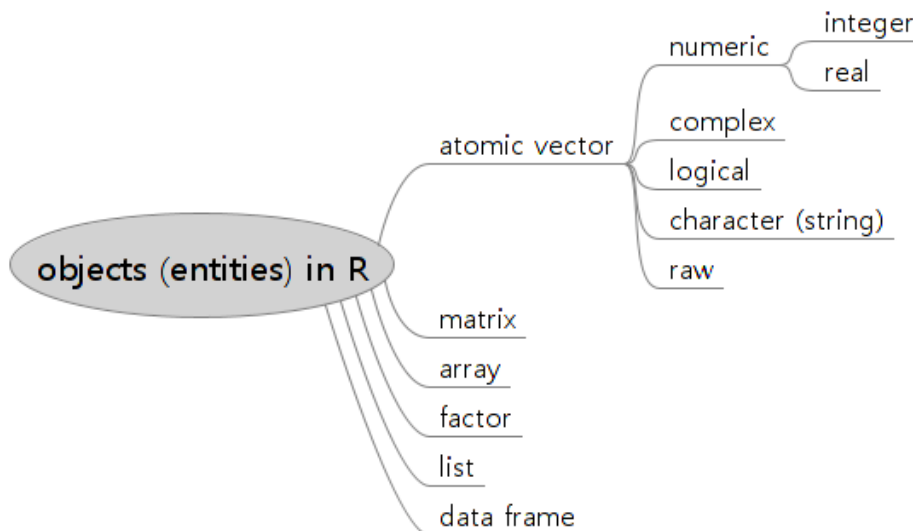 integer
numeric
real
complex
atomic vector
logical
character (string)
raw
objects (entities) in R
matrix
array
factor
list
data frame